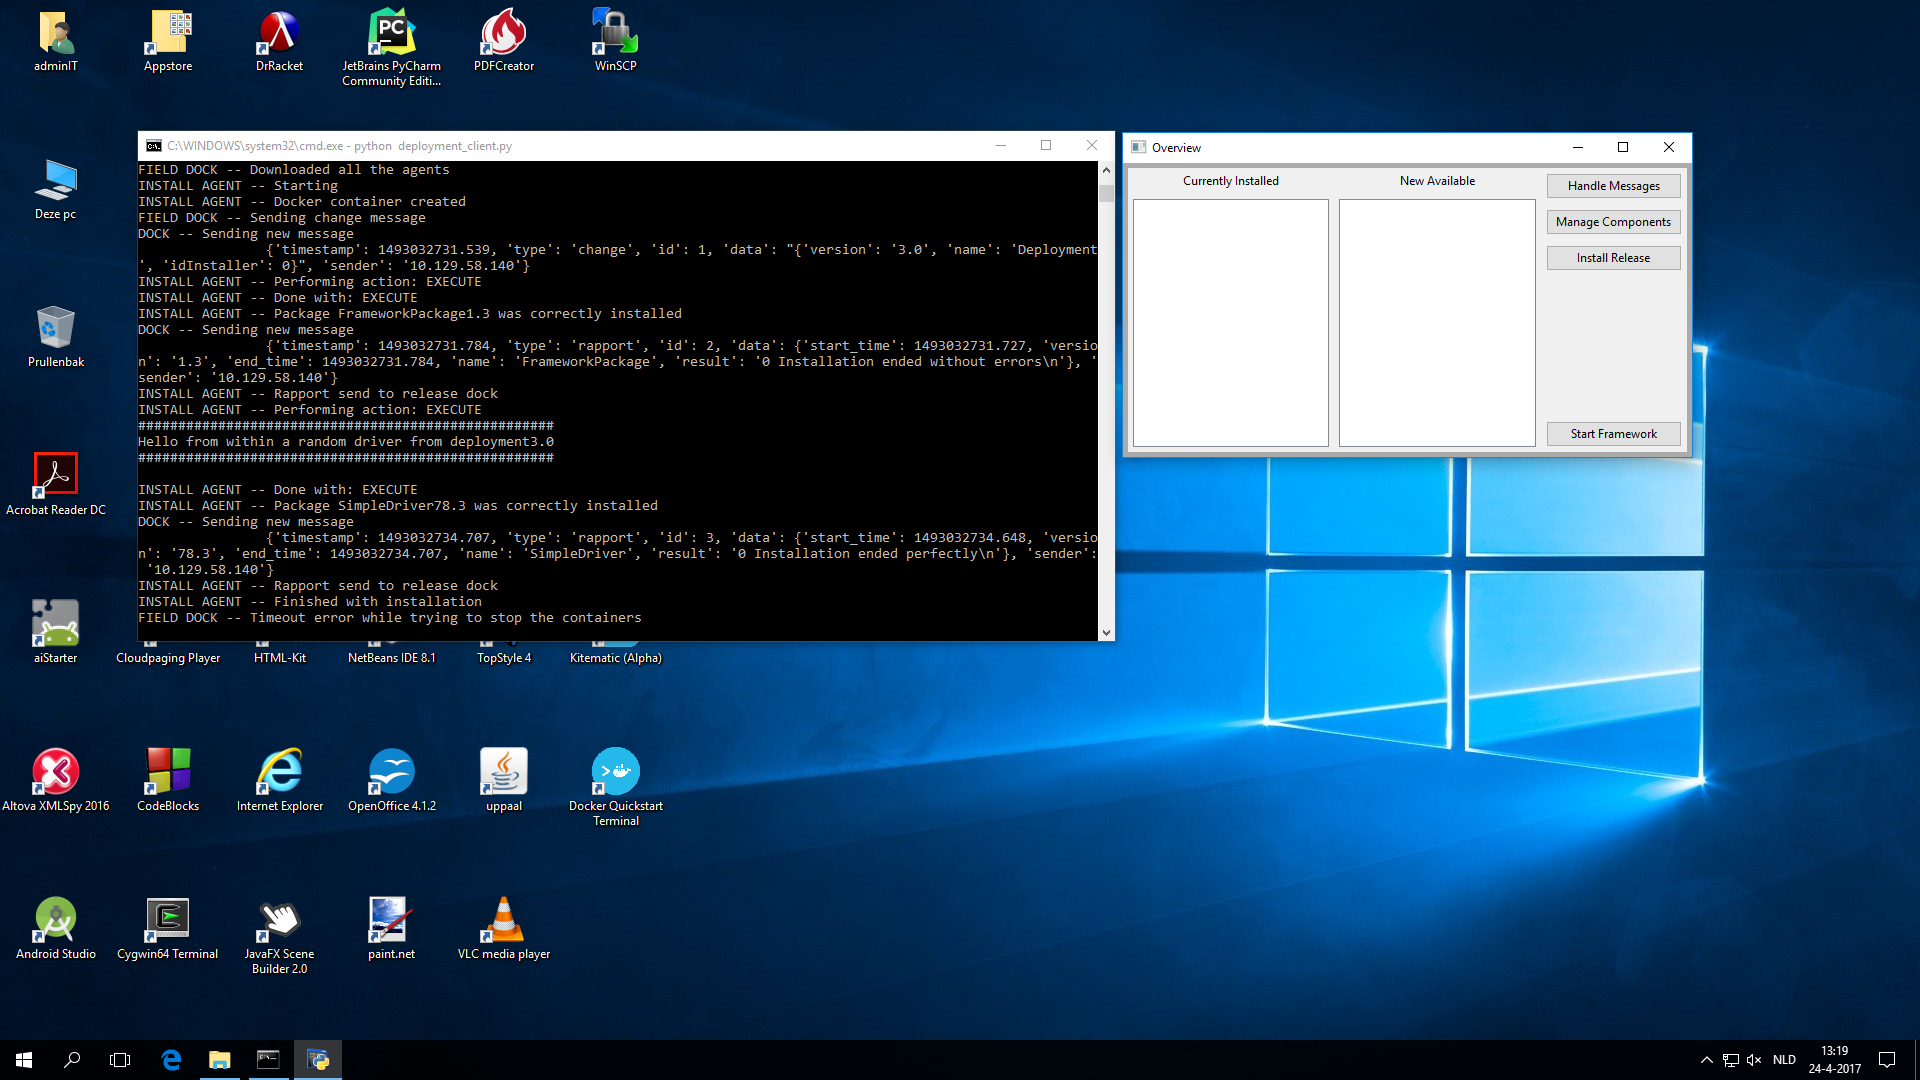 adminIT
Appstore
DrRacket
JetBrains PyCharm
Community Editi...
PDFCreator
WinSCP
Deze pc
Prullenbak
Acrobat Reader DC
C:\WINDOWS\system32\cmd.exe - python  deployment_client.py
FIELD DOCK -- Downloaded all the agents
INSTALL AGENT -- Starting
INSTALL AGENT -- Docker container created
FIELD DOCK -- Sending change message
DOCK -- Sending new message
{'timestamp': 1493032731.539, 'type': 'change', 'id': 1, 'data': "{'version': '3.0', 'name': 'Deployment
', 'idInstaller': 0}", 'sender': '10.129.58.140'}
INSTALL AGENT -- Performing action: EXECUTE
INSTALL AGENT -- Done with: EXECUTE
INSTALL AGENT -- Package FrameworkPackage1.3 was correctly installed
DOCK -- Sending new message
{'timestamp': 1493032731.784, 'type': 'rapport', 'id': 2, 'data': {'start_time': 1493032731.727, 'versio
n': '1.3', 'end_time': 1493032731.784, 'name': 'FrameworkPackage', 'result': '0 Installation ended without errors\n'}, '
sender': '10.129.58.140'}
INSTALL AGENT -- Rapport send to release dock
INSTALL AGENT -- Performing action: EXECUTE
####################################################
Hello from within a random driver from deployment3.0
####################################################
INSTALL AGENT -- Done with: EXECUTE
INSTALL AGENT -- Package SimpleDriver78.3 was correctly installed
DOCK -- Sending new message
{'timestamp': 1493032734.707, 'type': 'rapport', 'id': 3, 'data': {'start_time': 1493032734.648, 'versio
n': '78.3', 'end_time': 1493032734.707, 'name': 'SimpleDriver', 'result': '0 Installation ended perfectly\n'}, 'sender':
'10.129.58.140'}
INSTALL AGENT -- Rapport send to release dock
INSTALL AGENT -- Finished with installation
FIELD DOCK -- Timeout error while trying to stop the containers
Overview
Currently Installed
New Available
Handle Messages
Manage Components
Install Release
Start Framework
aiStarter
Cloudpaging Player
HTML-Kit
NetBeans IDE 8.1
TopStyle 4
Kitematic (Alpha)
Altova XMLSpy 2016
CodeBlocks
Internet Explorer
OpenOffice 4.1.2
uppaal
Docker Quickstart
Terminal
Android Studio
Cygwin64 Terminal
JavaFX Scene
Builder 2.0
paint.net
VLC media player
NLD
13:19
24-4-2017